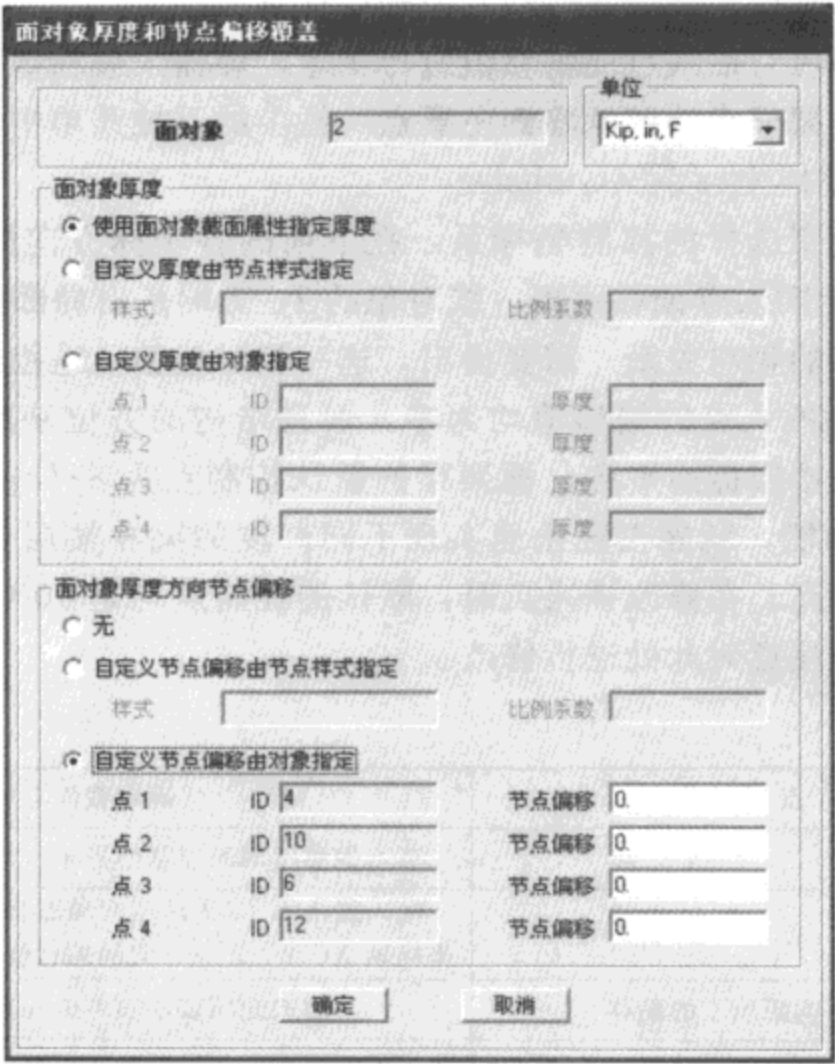 面对象厚度和节点偏移覆盖
单位
面对象 2 Kip, in, F
面对象厚度
使用面对象截面属性指定厚度
自定义厚度由节点样式指定
样式 比例系数
自定义厚度由对象指定
点 1 ID 厚度
点 2 ID 厚度
点 3 ID 厚度
点 4 ID 厚度
面对象厚度方向节点偏移
无
自定义节点偏移由节点样式指定
样式 比例系数
自定义节点偏移由对象指定
点 1 ID 4 节点偏移 0.
点 2 ID 10 节点偏移 0.
点 3 ID 6 节点偏移 0.
点 4 ID 12 节点偏移 0.
确定 取消